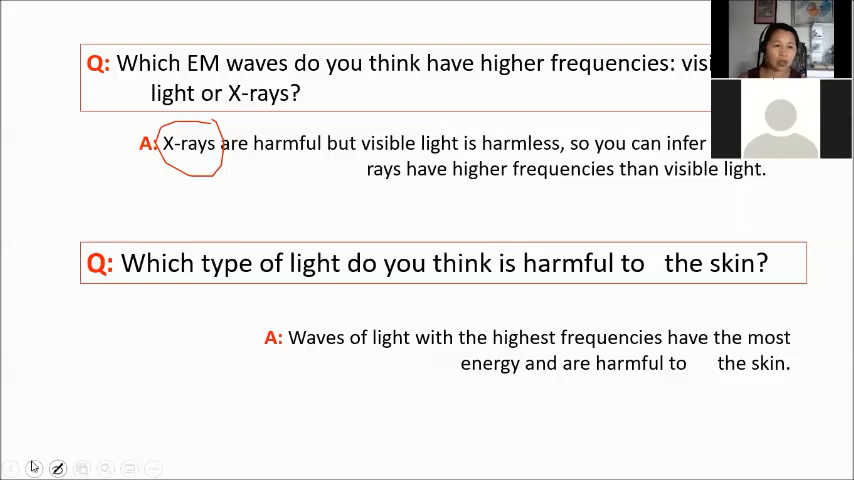 Q: Which EM waves do you think have higher frequencies:
light or X-rays?
A: X-rays are harmful but visible light is harmless, so you can infer
rays have higher frequencies than visible light.
Q: Which type of light do you think is harmful to the skin?
A: Waves of light with the highest frequencies have the most
energy and are harmful to the skin.